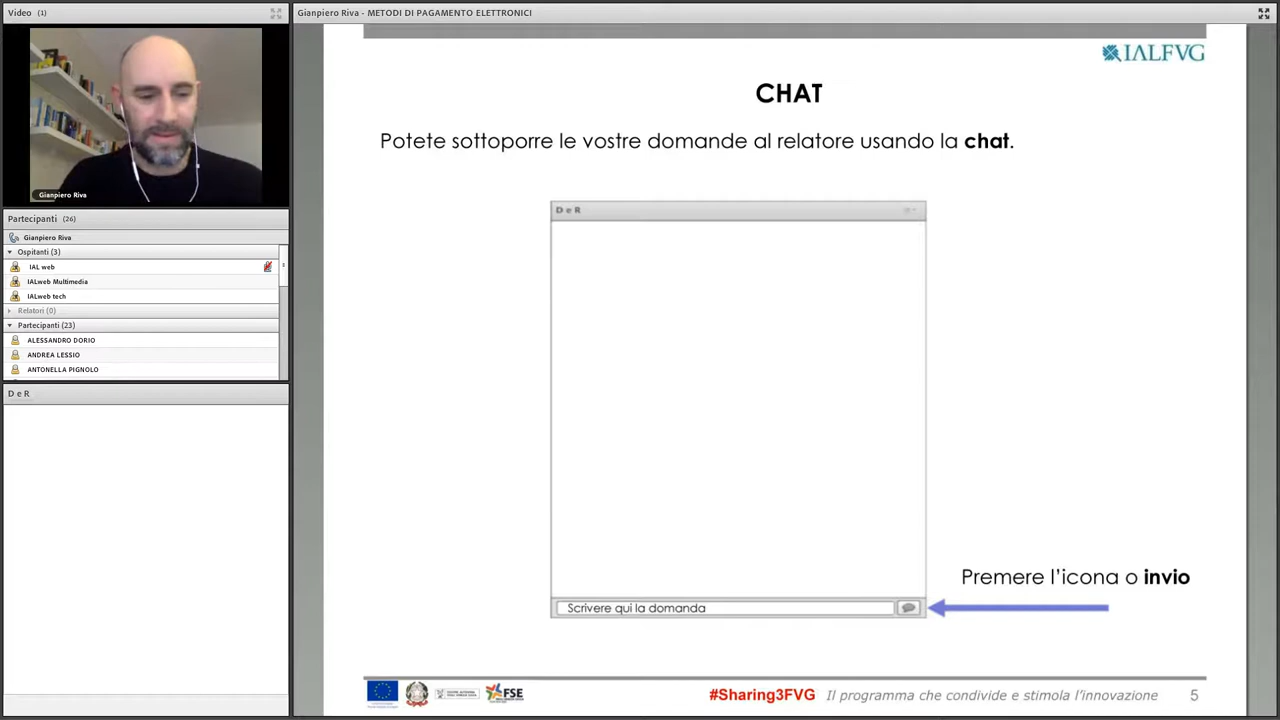 Video (1)
Gianpiero Riva - METODI DI PAGAMENTO ELETTRONICI
Gianpiero Riva
Partecipanti (26)
Gianpiero Riva
Ospitanti (3)
IAL web
IALweb Multimedia
IALweb tech
Relatori (0)
Partecipanti (23)
ALESSANDRO DORIO
ANDREA LESSIO
ANTONELLA PIGNOLO
D e R
IALFVG
CHAT
Potete sottoporre le vostre domande al relatore usando la chat.
D e R
Premere l'icona o invio
Scrivere qui la domanda
FSE
#Sharing3FVG Il programma che condivide e stimola l'innovazione 5